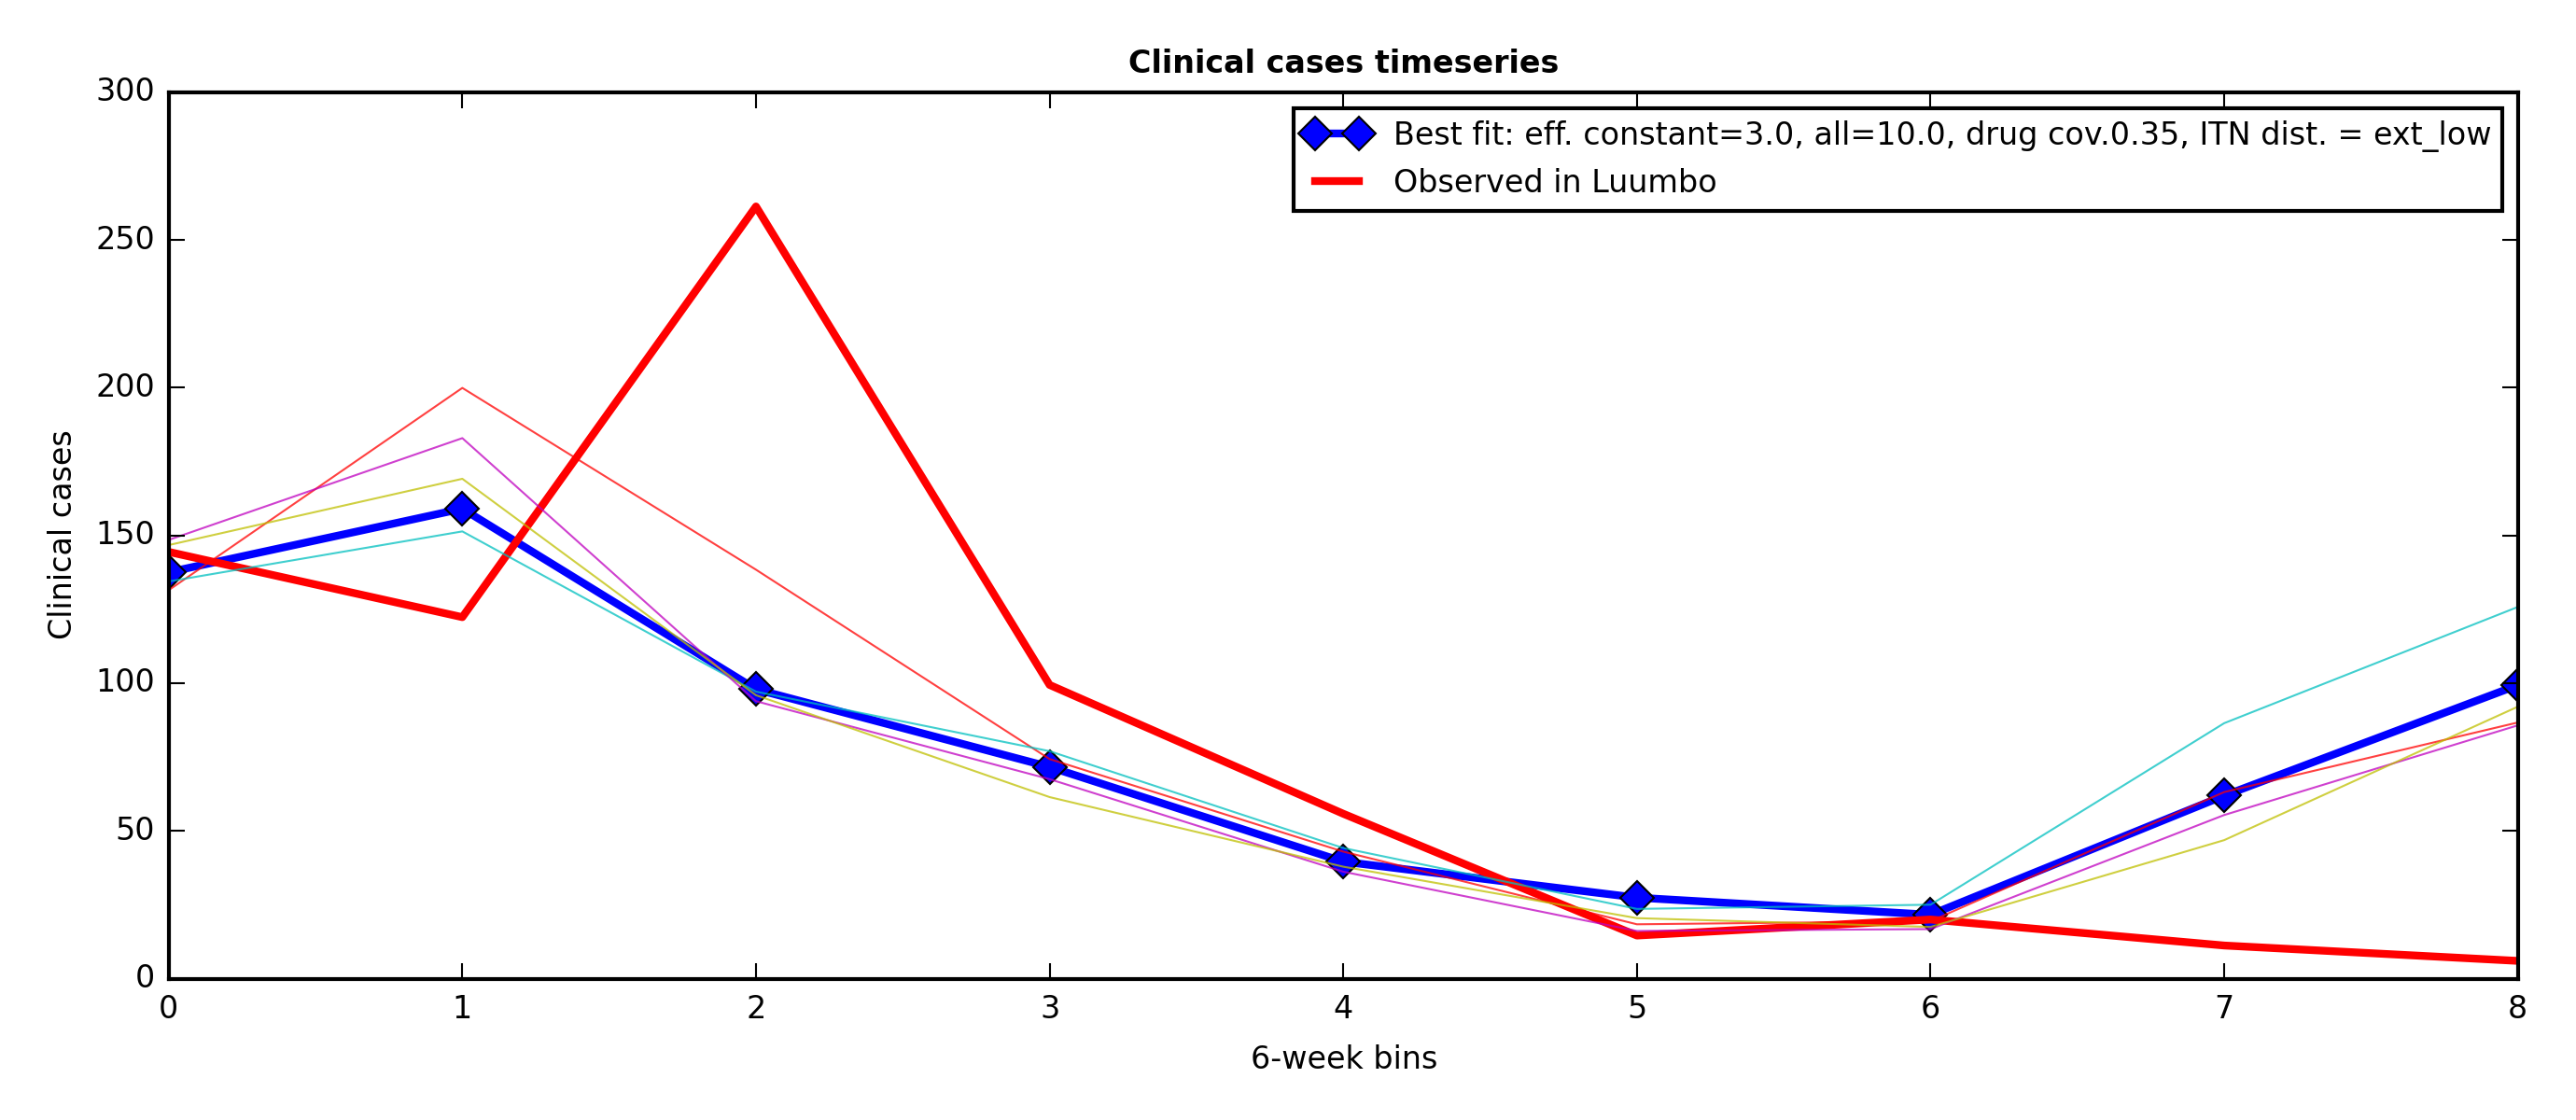 Clinical cases timeseries
300
250
200
150
100
50
0
Clinical cases
Best fit: eff. constant=3.0, all=10.0, drug cov.0.35, ITN dist. = ext_low
Observed in Luumbo
0 1 2 3 4 5 6 7 8
6-week bins